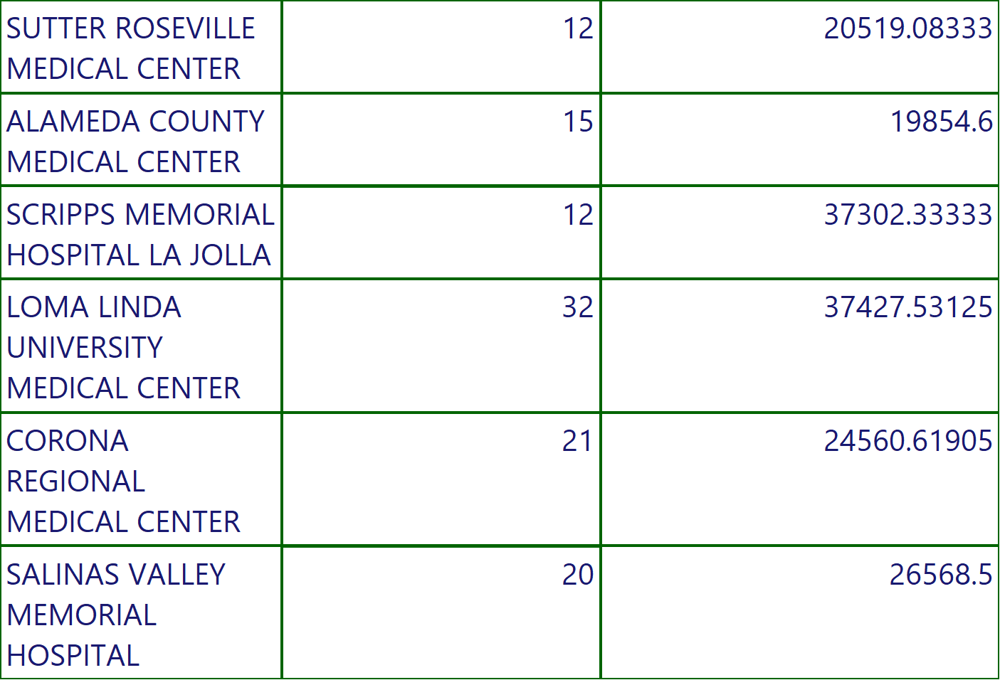 SUTTER ROSEVILLE 12 20519.08333
MEDICAL CENTER
ALAMEDA COUNTY 15 19854.6
MEDICAL CENTER
SCRIPPS MEMORIAL 12 37302.33333
HOSPITAL LA JOLLA
LOMA LINDA 32 37427.53125
UNIVERSITY
MEDICAL CENTER
CORONA 21 24560.61905
REGIONAL
MEDICAL CENTER
SALINAS VALLEY 20 26568.5
MEMORIAL
HOSPITAL